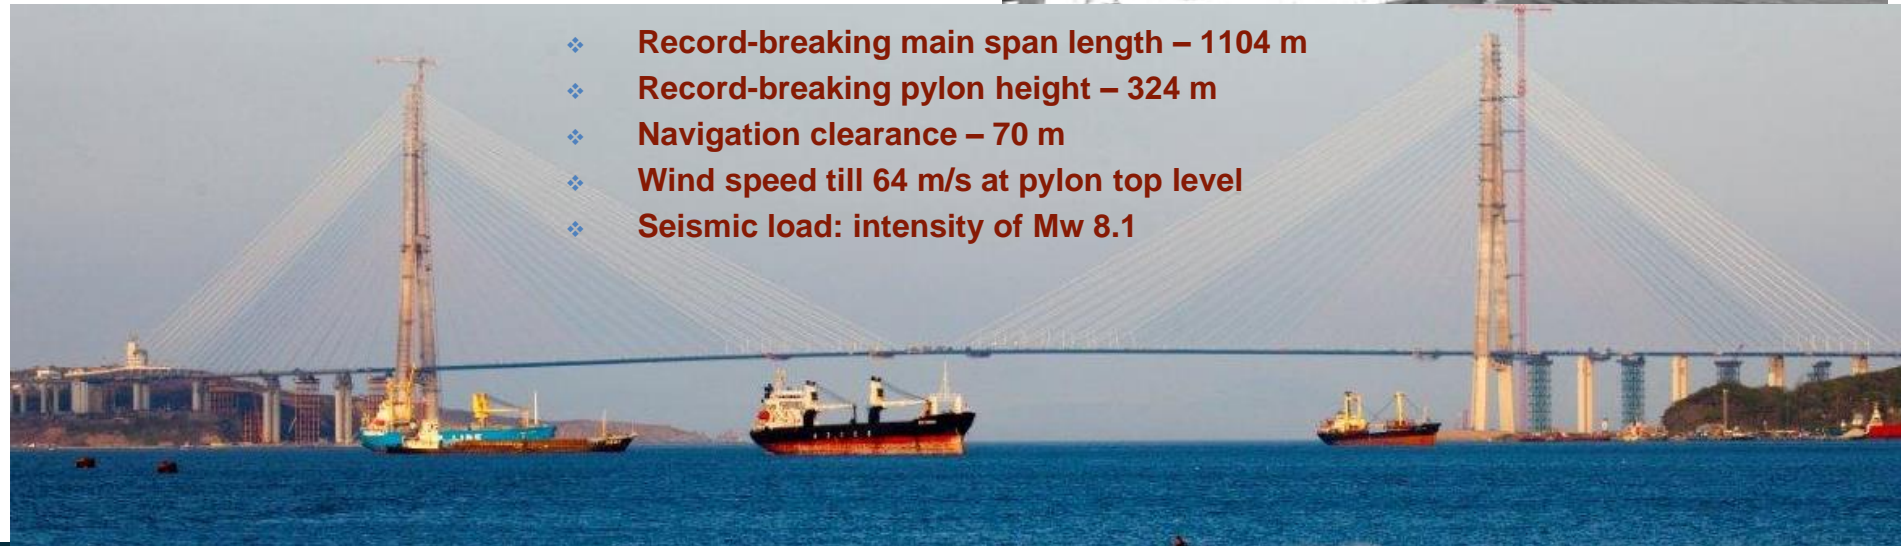 Record-breaking main span length – 1104 m
Record-breaking pylon height – 324 m
Navigation clearance – 70 m
Wind speed till 64 m/s at pylon top level
Seismic load: intensity of Mw 8.1